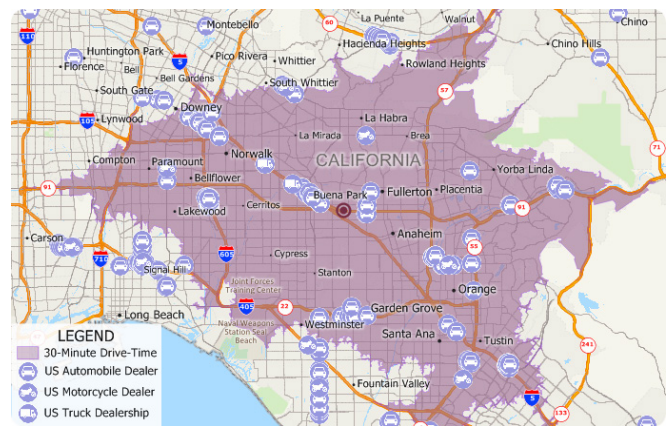 Montebello
La Puente
Walnut
60
110
Huntington Park
Florence
Bell
5
Pico Rivera
Whittier
Hacienda Heights
Rowland Heights
Chino
Chino Hills
Bell Gardens
South Whittier
South Gate
Downey
57
105
Lynwood
La Habra
La Mirada
Brea
71
Compton
Norwalk
CALIFORNIA
Paramount
Bellflower
Yorba Linda
91
Buena Park
Fullerton
Placentia
Lakewood
Cerritos
91
Carson
Anaheim
710
605
Cypress
55
Signal Hill
Stanton
Joint Forces
Training Center
Orange
405
22
Long Beach
Naval Weapons
Station Seal
Beach
Westminster
Garden Grove
Santa Ana
Tustin
241
Fountain Valley
5
133
LEGEND
30-Minute Drive-Time
US Automobile Dealer
US Motorcycle Dealer
US Truck Dealership